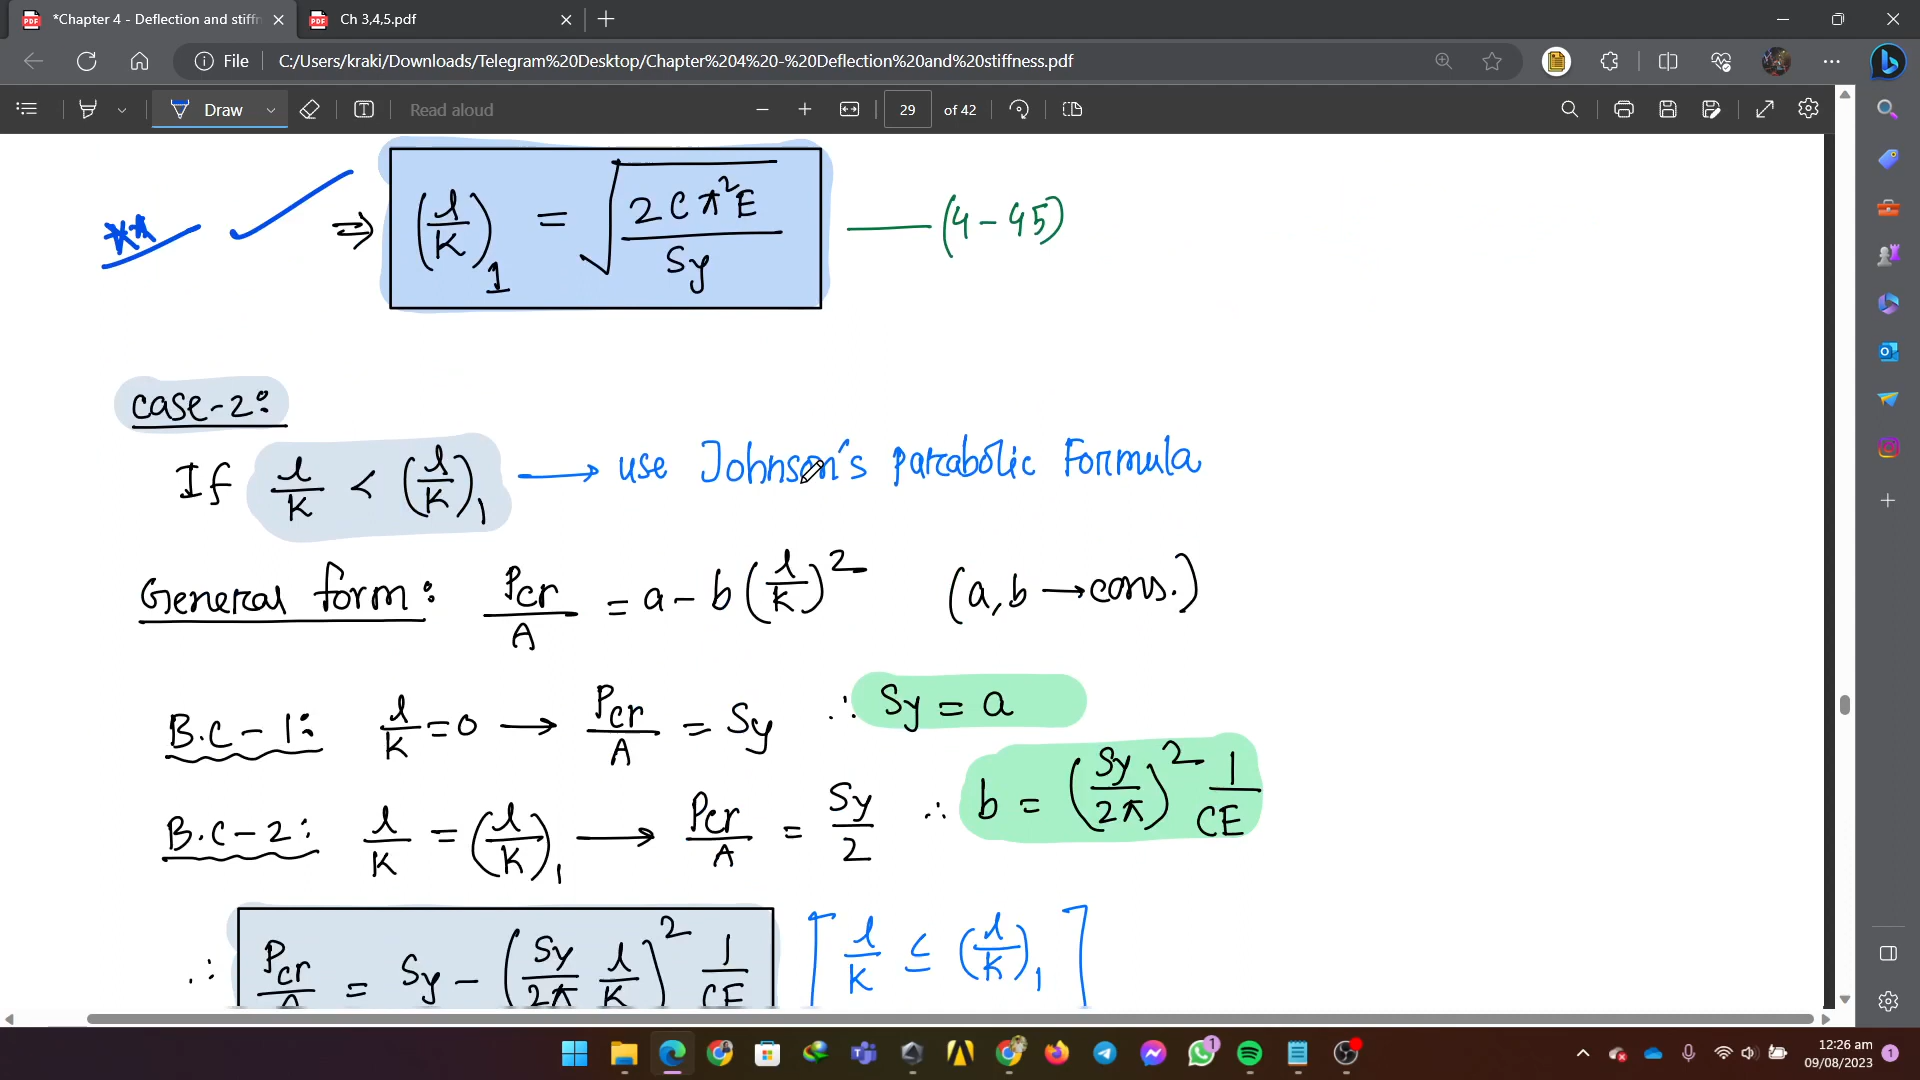 *Chapter 4 - Deflection and stiffn
Ch 3,4,5.pdf
File
C:/Users/kraki/Downloads/Telegram%20Desktop/Chapter%204%20-%20Deflection%20and%20stiffness.pdf
Draw
Read aloud
29 of 42
** ⇒ (l/K)₁ = √(2Cπ²E / Sy) —— (4-45)
Case-2:
If l/K < (l/K)₁ → use Johnson's parabolic Formula
General form: Pcr/A = a - b(l/K)² (a, b → cons.)
B.C-1: l/K = 0 → Pcr/A = Sy ∴ Sy = a
B.C-2: l/K = (l/K)₁ → Pcr/A = Sy/2 ∴ b = (Sy/2π)² 1/CE
∴ Pcr/A = Sy - (Sy/2π l/K)² 1/CE [l/K ≤ (l/K)₁]
12:26 am
09/08/2023